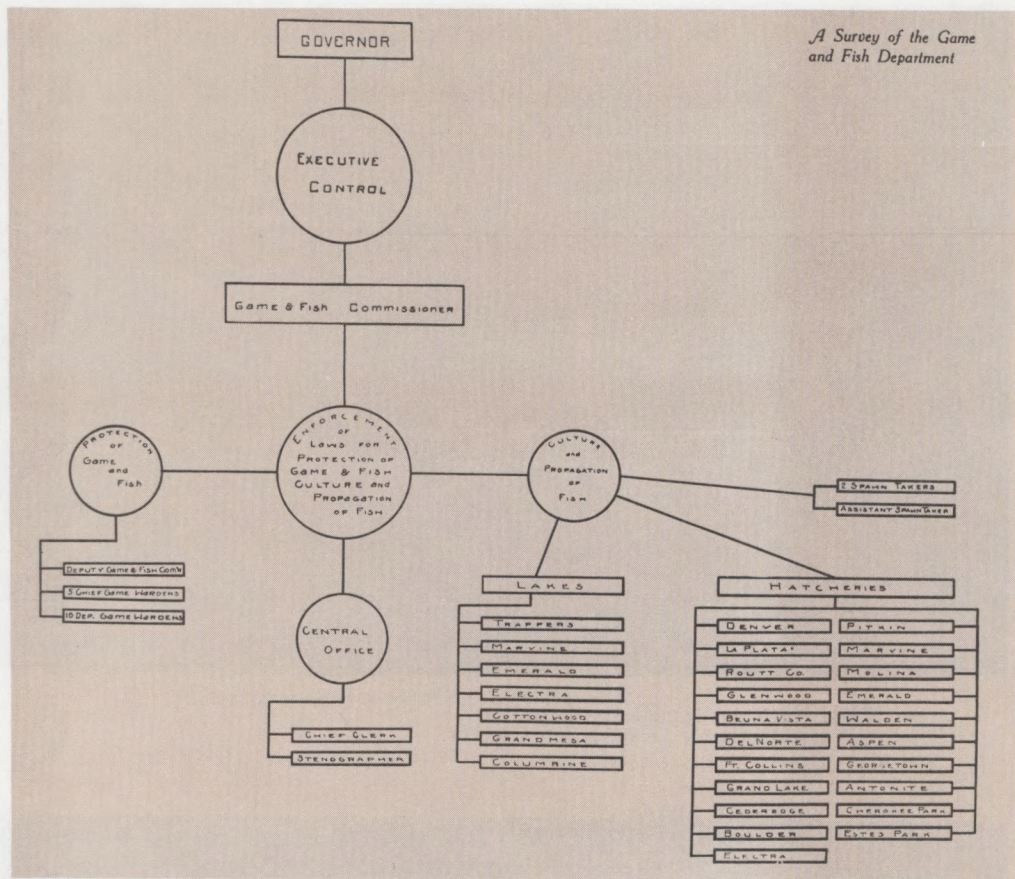 A Survey of the Game
and Fish Department
GOVERNOR
EXECUTIVE
CONTROL
GAME & FISH COMMISSIONER
PROTECTION
OF
GAME
and
FISH
ENFORCEMENT
OF
LAWS FOR
PROTECTION OF
GAME & FISH
CULTURE and
PROPAGATION
OF FISH
CULTURE
and
PROPAGATION
OF
FISH
2 SPAWN TAKERS
ASSISTANT SPAWN TAKER
DEPUTY GAME & FISH COM'R
5 CHIEF GAME WARDENS
10 DEP. GAME WARDENS
CENTRAL
OFFICE
CHIEF CLERK
STENOGRAPHER
LAKES
TRAPPERS
MARVINE
EMERALD
ELECTRA
COTTONWOOD
GRAND MESA
COLUMRINE
HATCHERIES
DENVER
LA PLATA
ROUTT CO.
GLENWOOD
BEUNA VISTA
DEL NORTE
FT. COLLINS
GRAND LAKE
CEDEREDGE
BOULDER
ELECTRA
PITKIN
MARVINE
MOLINA
EMERALD
WALDEN
ASPEN
GEORGETOWN
ANTONITE
CHEROKEE PARK
ESTES PARK